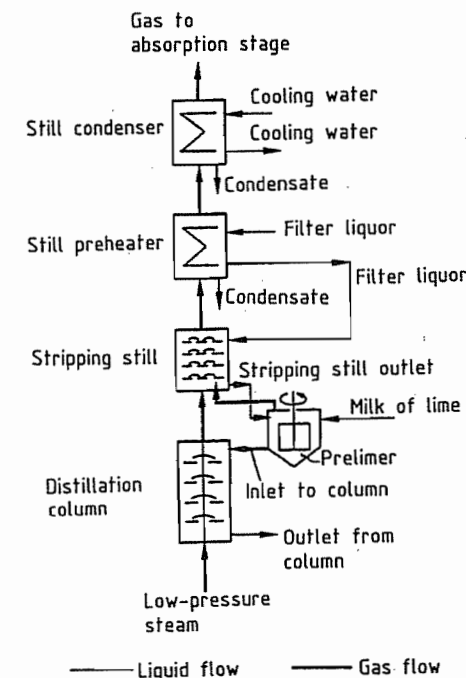 Gas to
absorption stage
Cooling water
Still condenser
Cooling water
Condensate
Filter liquor
Still preheater
Filter liquor
Condensate
Stripping still
Stripping still outlet
Milk of lime
Prelimer
Distillation
column
Inlet to column
Outlet from
column
Low-pressure
steam
Liquid flow
Gas flow